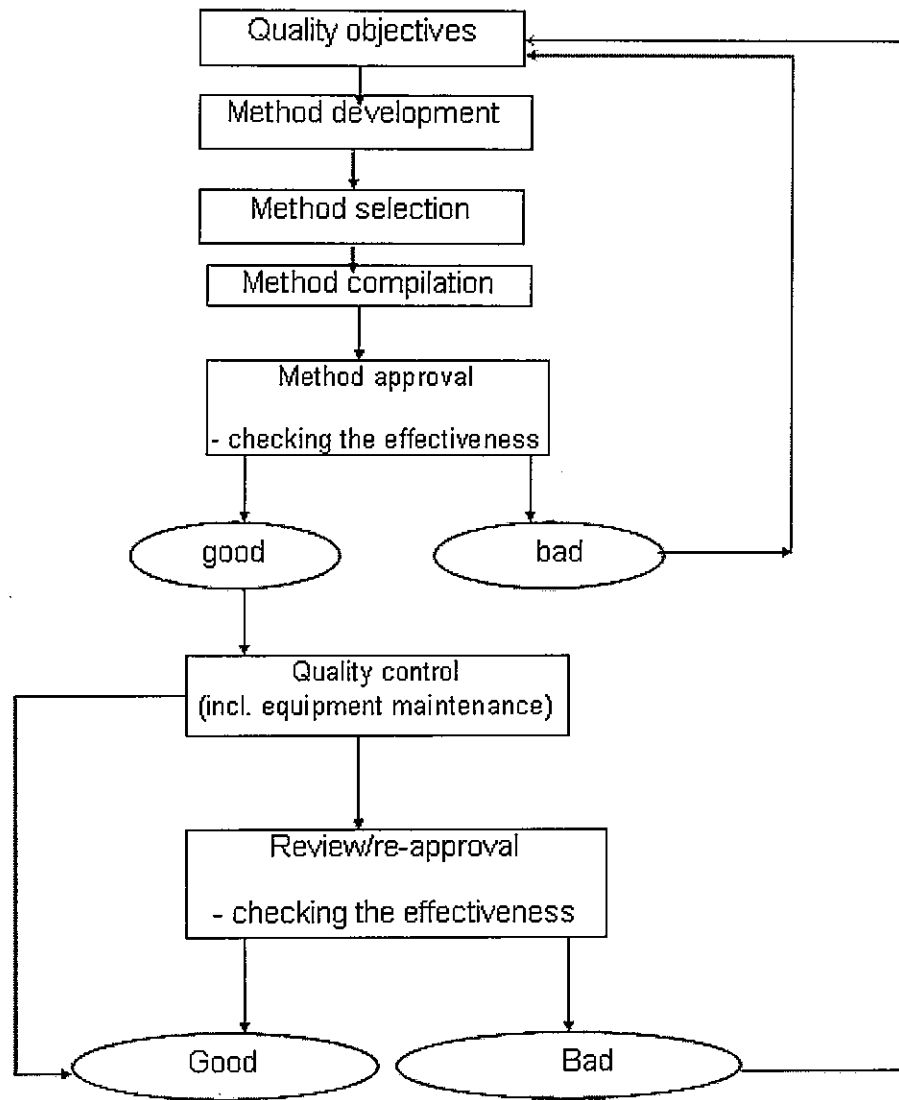 Quality objectives
Method development
Method selection
Method compilation
Method approval
- checking the effectiveness
good
bad
Quality control
(incl. equipment maintenance)
Review/re-approval
- checking the effectiveness
Good
Bad